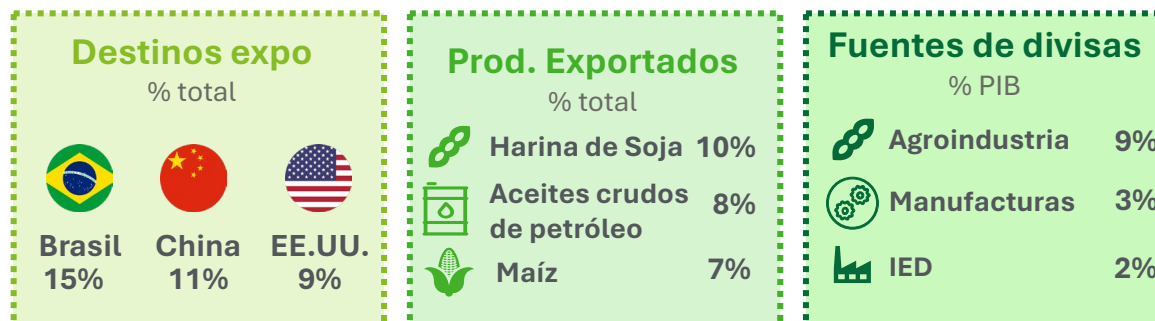 Destinos expo
% total
Brasil China EE.UU.
15% 11% 9%
Prod. Exportados
% total
Harina de Soja 10%
Aceites crudos
de petróleo 8%
Maíz 7%
Fuentes de divisas
% PIB
Agroindustria 9%
Manufacturas 3%
IED 2%